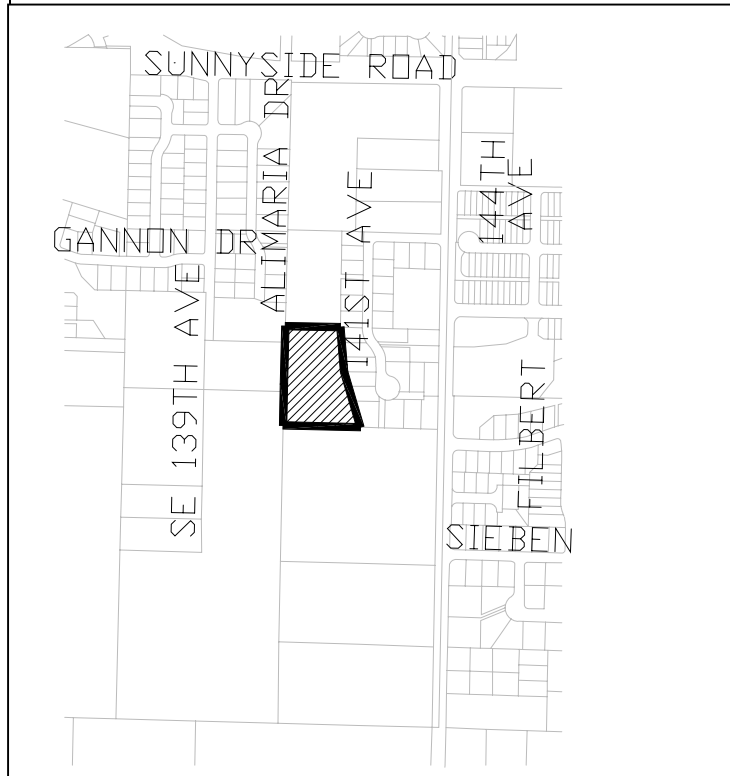 SUNNYSIDE ROAD
ALIMARIA DR
144TH
AVE
141ST AVE
GANNON DR
SE 139TH AVE
FILBERT
SIEBEN